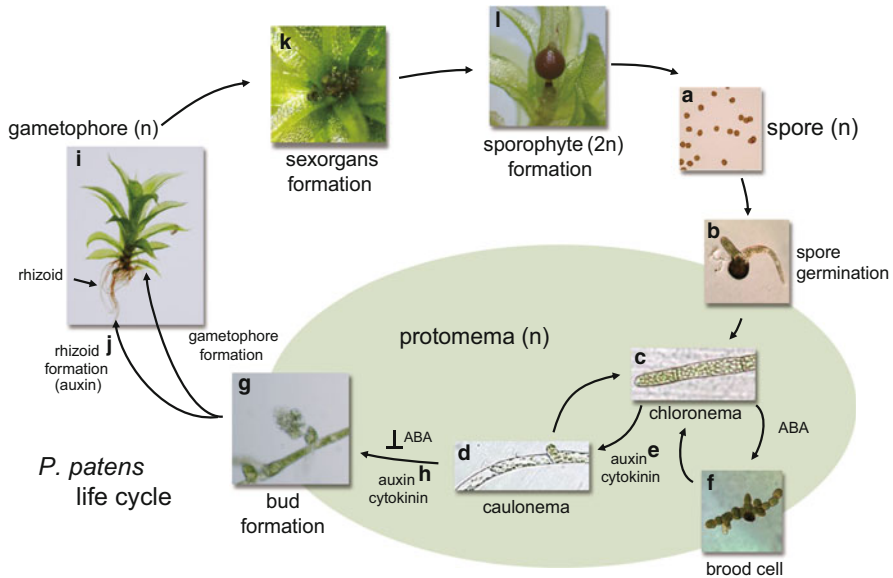 k
l
a
gametophore (n)
spore (n)
i
sexorgans
formation
sporophyte (2n)
formation
b
spore
germination
rhizoid
protomema (n)
c
j
rhizoid
formation
(auxin)
gametophore
formation
g
chloronema
ABA
ABA
d
e
auxin
cytokinin
h
auxin
cytokinin
f
P. patens
life cycle
bud
formation
caulonema
brood cell